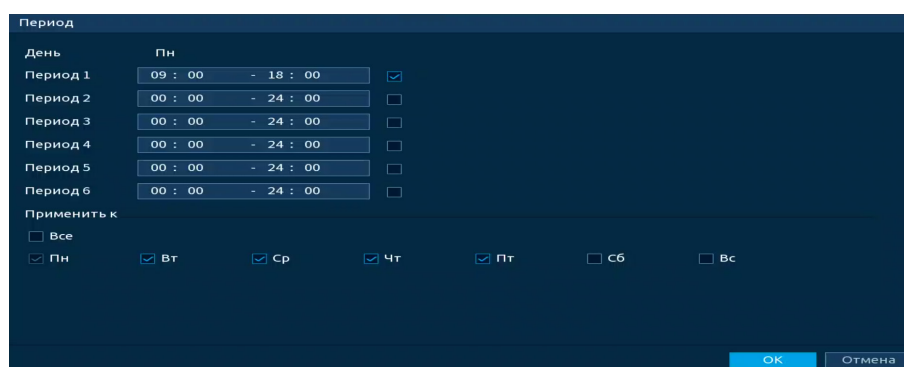 Период
День Пн
Период 1 09 : 00 - 18 : 00
Период 2 00 : 00 - 24 : 00
Период 3 00 : 00 - 24 : 00
Период 4 00 : 00 - 24 : 00
Период 5 00 : 00 - 24 : 00
Период 6 00 : 00 - 24 : 00
Применить к
Все
Пн Вт Ср Чт Пт Сб Вс
OK Отмена